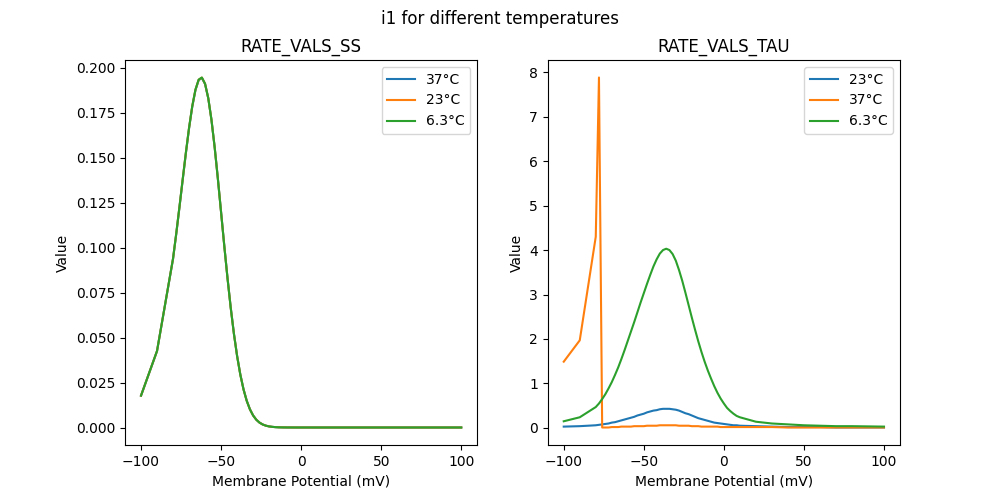 i1 for different temperatures
RATE_VALS_SS
37°C
23°C
6.3°C
0.200
0.175
0.150
0.125
0.100
0.075
0.050
0.025
0.000
Value
−100
−50
0
50
100
Membrane Potential (mV)
RATE_VALS_TAU
23°C
37°C
6.3°C
8
7
6
5
4
3
2
1
0
Value
−100
−50
0
50
100
Membrane Potential (mV)